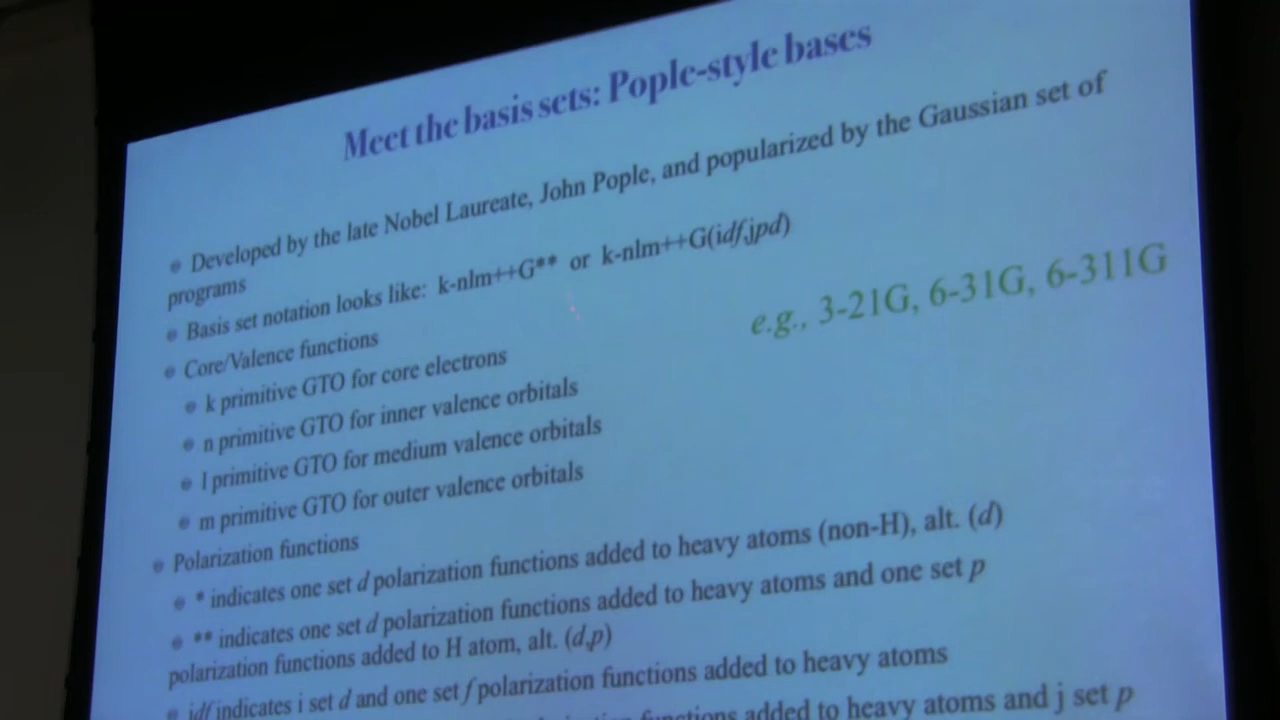 Meet the basis sets: Pople-style bases
Developed by the late Nobel Laureate, John Pople, and popularized by the Gaussian set of
programs
Basis set notation looks like: k-nlm++G** or k-nlm++G(idf,jpd)
e.g., 3-21G, 6-31G, 6-311G
Core/Valence functions
k primitive GTO for core electrons
n primitive GTO for inner valence orbitals
l primitive GTO for medium valence orbitals
m primitive GTO for outer valence orbitals
Polarization functions
* indicates one set d polarization functions added to heavy atoms (non-H), alt. (d)
** indicates one set d polarization functions added to heavy atoms and one set p
polarization functions added to H atom, alt. (d,p)
idf indicates i set d and one set f polarization functions added to heavy atoms
functions added to heavy atoms and j set p